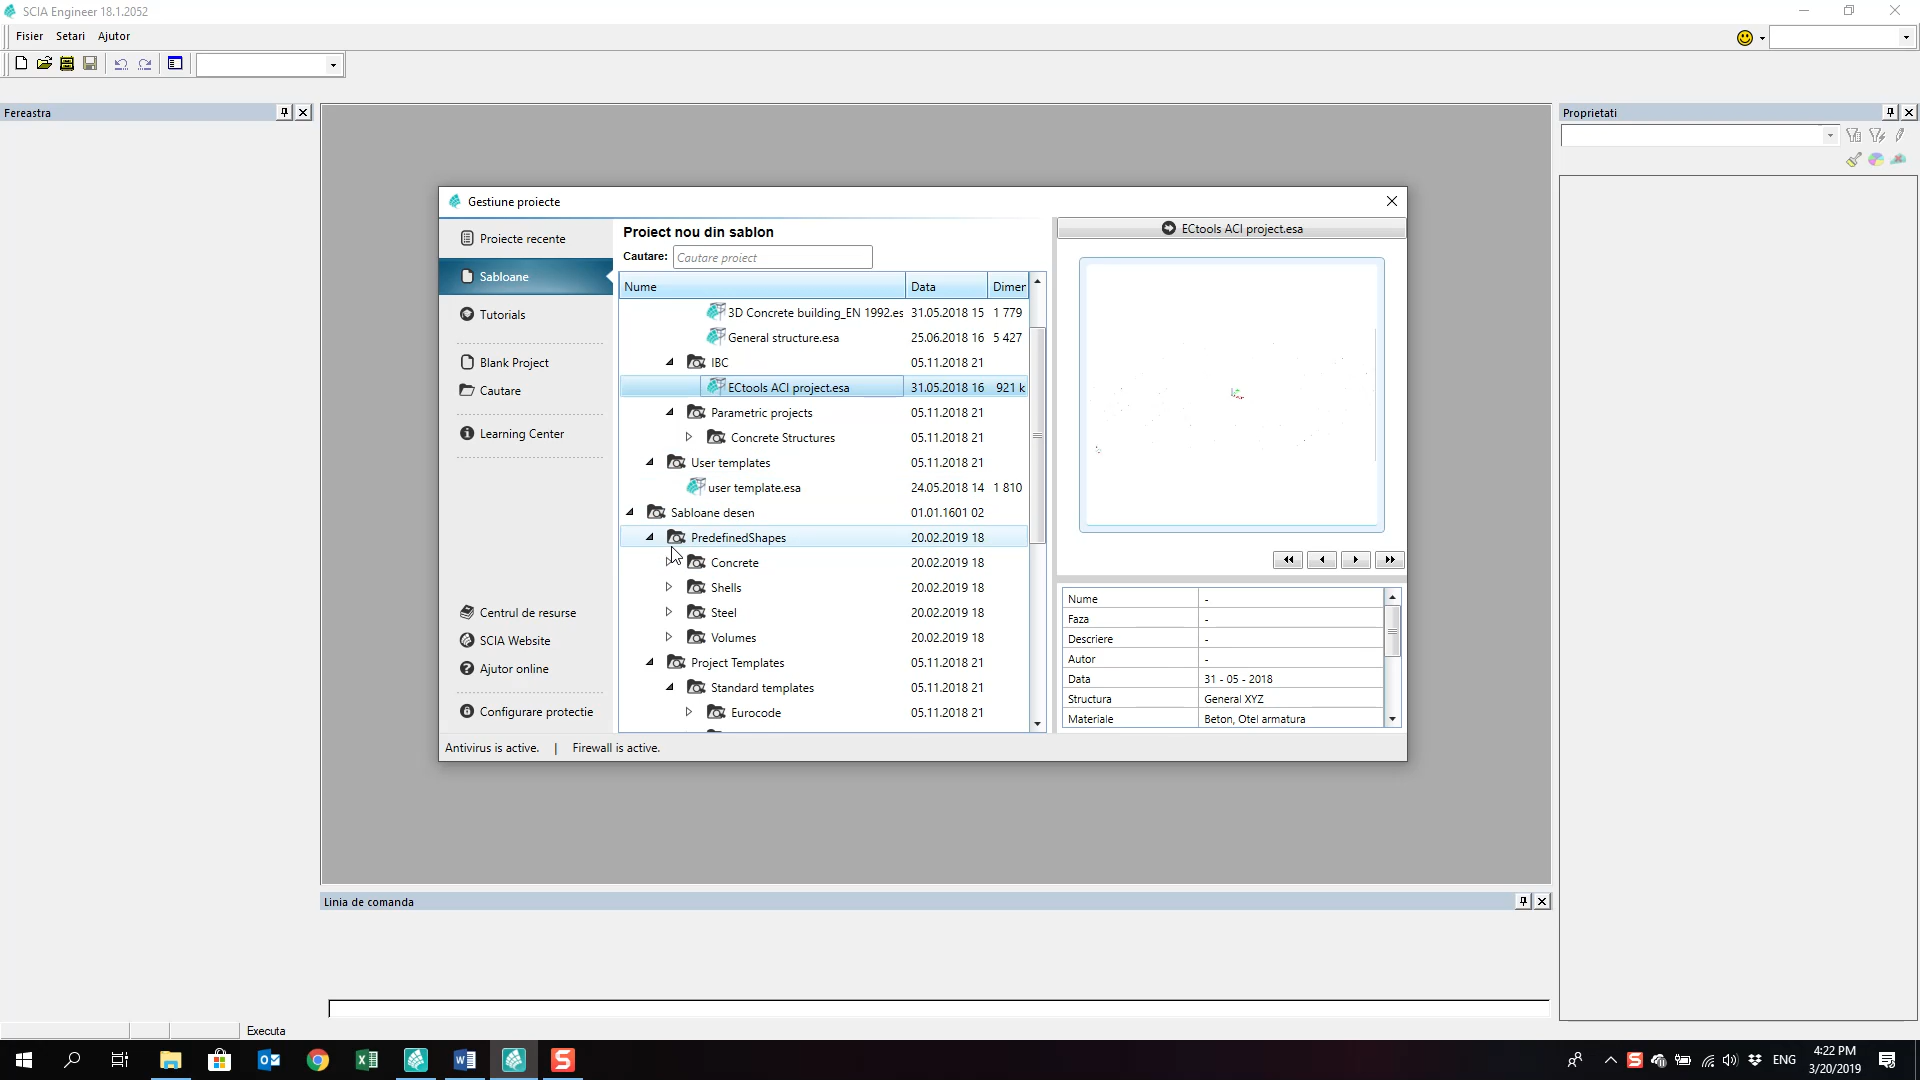 SCIA Engineer 18.1.2052
Fisier Setari Ajutor
Fereastra
Proprietati
Gestiune proiecte
Proiecte recente
Sabloane
Tutorials
Blank Project
Cautare
Learning Center
Centrul de resurse
SCIA Website
Ajutor online
Configurare protectie
Proiect nou din sablon
Cautare: Cautare proiect
Nume Data Dimer
3D Concrete building_EN 1992.es 31.05.2018 15 1 779
General structure.esa 25.06.2018 16 5 427
IBC 05.11.2018 21
ECtools ACI project.esa 31.05.2018 16 921 k
Parametric projects 05.11.2018 21
Concrete Structures 05.11.2018 21
User templates 05.11.2018 21
user template.esa 24.05.2018 14 1 810
Sabloane desen 01.01.1601 02
PredefinedShapes 20.02.2019 18
Concrete 20.02.2019 18
Shells 20.02.2019 18
Steel 20.02.2019 18
Volumes 20.02.2019 18
Project Templates 05.11.2018 21
Standard templates 05.11.2018 21
Eurocode 05.11.2018 21
ECtools ACI project.esa
Nume -
Faza -
Descriere -
Autor -
Data 31 - 05 - 2018
Structura General XYZ
Materiale Beton, Otel armatura
Antivirus is active. | Firewall is active.
Linia de comanda
Executa
ENG
4:22 PM
3/20/2019